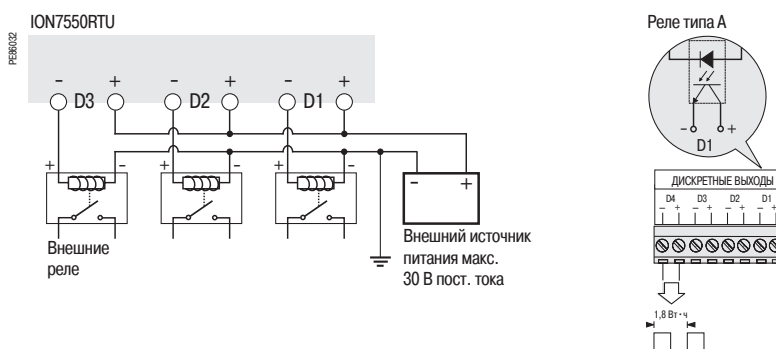 ION7550RTU
PE86032
- + - + - +
D3 D2 D1
+ - + - + -
- +
Внешние
реле
Внешний источник
питания макс.
30 В пост. тока
Реле типа А
- +
D1
ДИСКРЕТНЫЕ ВЫХОДЫ
D4 D3 D2 D1
- + - + - + - +
1,8 Вт•ч